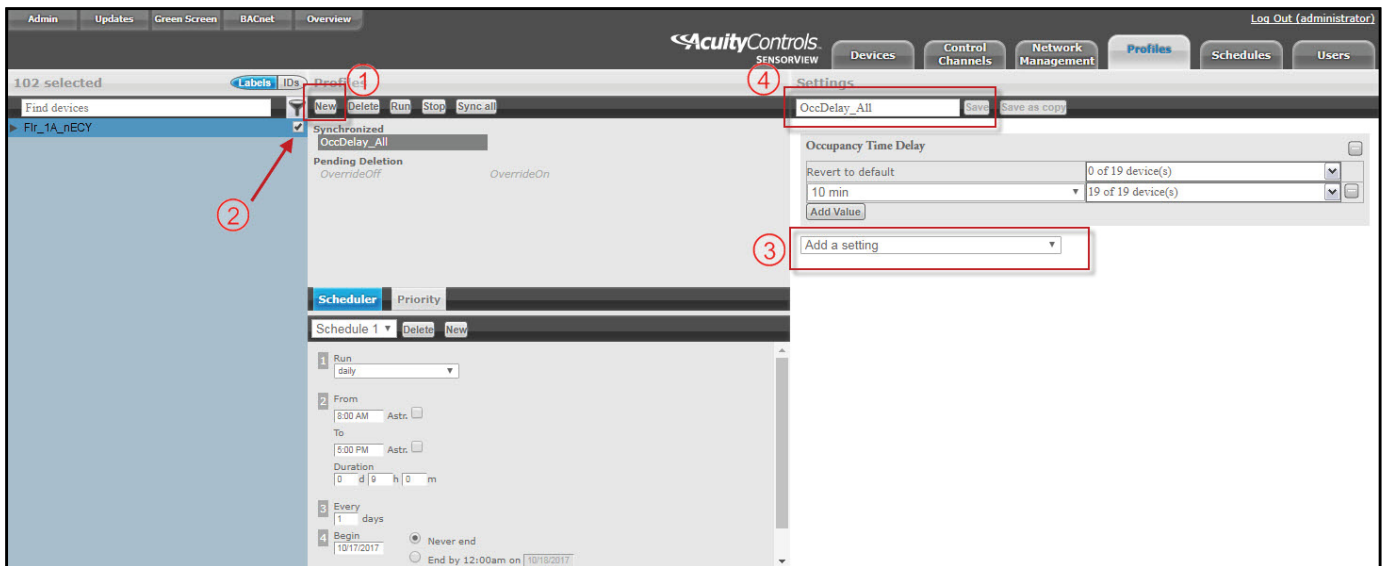 Admin Updates Green Screen BACnet Overview
Log Out (administrator)
AcuityControls
SENSORVIEW
Devices
Control Channels
Network Management
Profiles
Schedules
Users
102 selected
Labels IDs
Profiles
1
4
Settings
Find devices
New Delete Run Stop Sync all
OccDelay_All Save Save as copy
Flr_1A_nECY
Synchronized
OccDelay_All
Pending Deletion
OverrideOff OverrideOn
2
Occupancy Time Delay
Revert to default 0 of 19 device(s)
10 min 19 of 19 device(s)
Add Value
3
Add a setting
Scheduler Priority
Schedule 1 Delete New
1 Run
daily
2 From
8:00 AM Astr.
To
5:00 PM Astr.
Duration
0 d 9 h 0 m
3 Every
1 days
4 Begin
10/17/2017
Never end
End by 12:00am on 10/18/2017